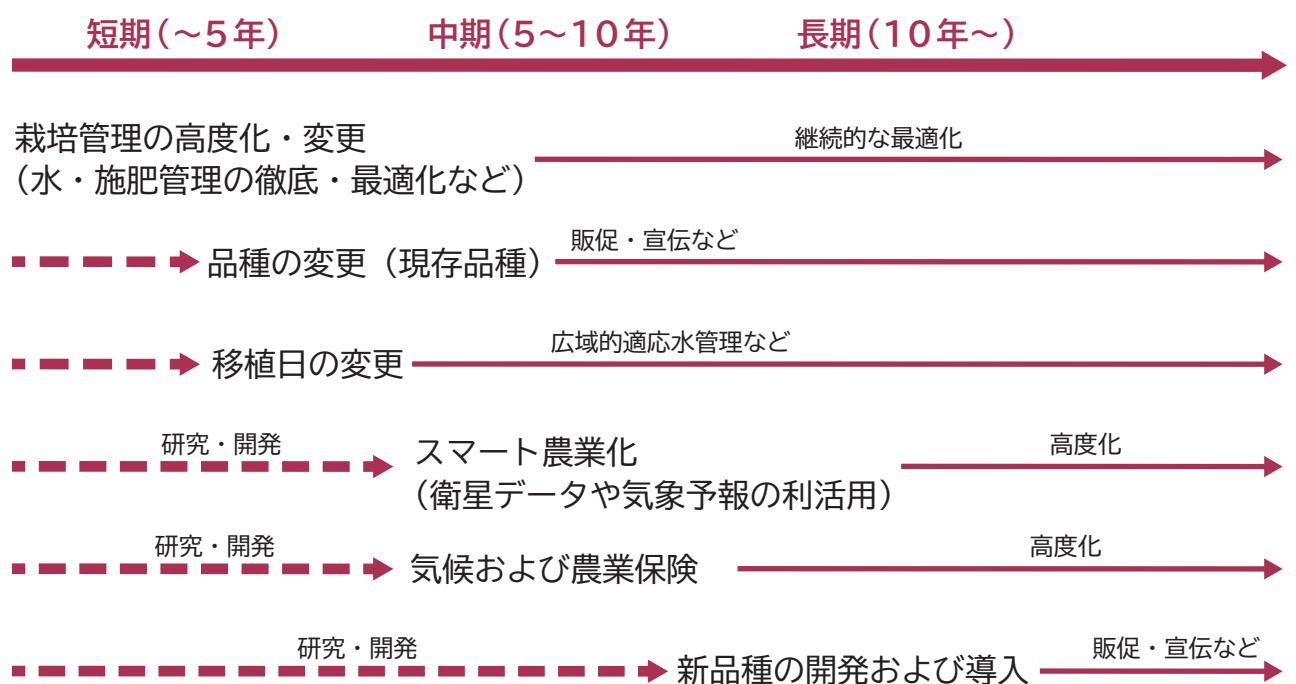 短期(〜5年) 中期(5〜10年) 長期(10年〜)
栽培管理の高度化・変更
(水・施肥管理の徹底・最適化など)
継続的な最適化
品種の変更(現存品種)
販促・宣伝など
移植日の変更
広域的適応水管理など
研究・開発
スマート農業化
(衛星データや気象予報の利活用)
高度化
研究・開発
気候および農業保険
高度化
研究・開発
新品種の開発および導入
販促・宣伝など